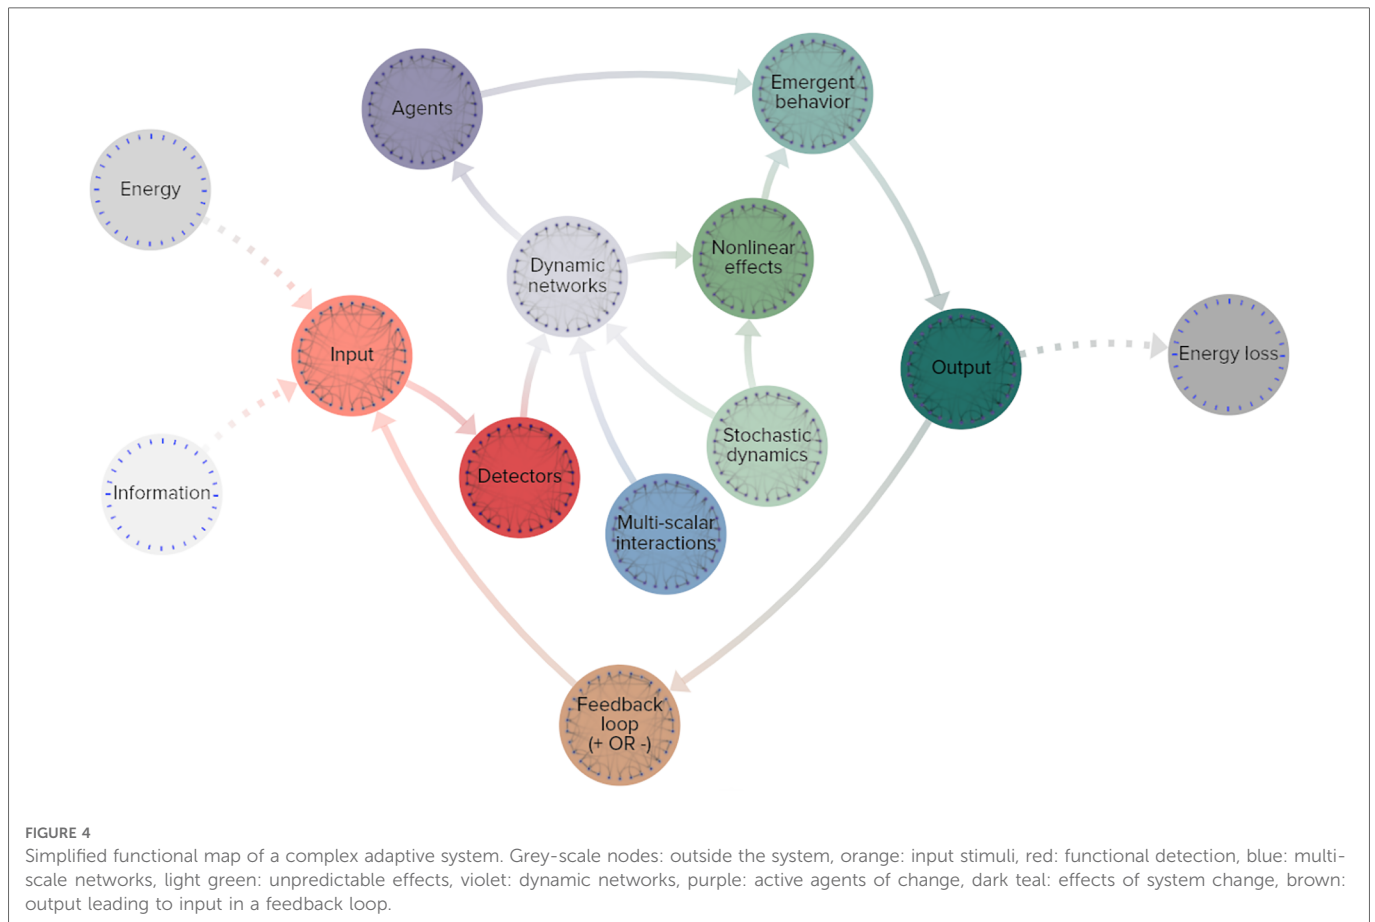 Agents
Emergent
behavior
Energy
Nonlinear
effects
Dynamic
networks
Input
Output
Energy loss
Stochastic
dynamics
Detectors
Information
Multi-scalar
interactions
Feedback
loop
(+ OR -)
FIGURE 4
Simplified functional map of a complex adaptive system. Grey-scale nodes: outside the system, orange: input stimuli, red: functional detection, blue: multi-
scale networks, light green: unpredictable effects, violet: dynamic networks, purple: active agents of change, dark teal: effects of system change, brown:
output leading to input in a feedback loop.